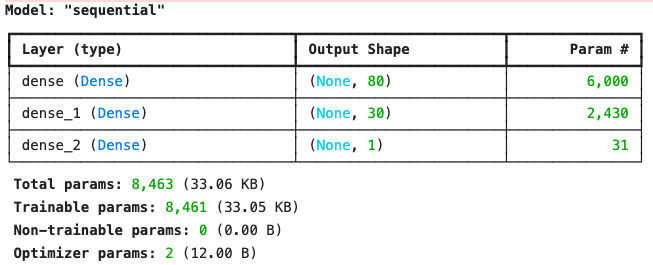 Model: "sequential"
Layer (type) Output Shape Param #
dense (Dense) (None, 80) 6,000
dense_1 (Dense) (None, 30) 2,430
dense_2 (Dense) (None, 1) 31
Total params: 8,463 (33.06 KB)
Trainable params: 8,461 (33.05 KB)
Non-trainable params: 0 (0.00 B)
Optimizer params: 2 (12.00 B)